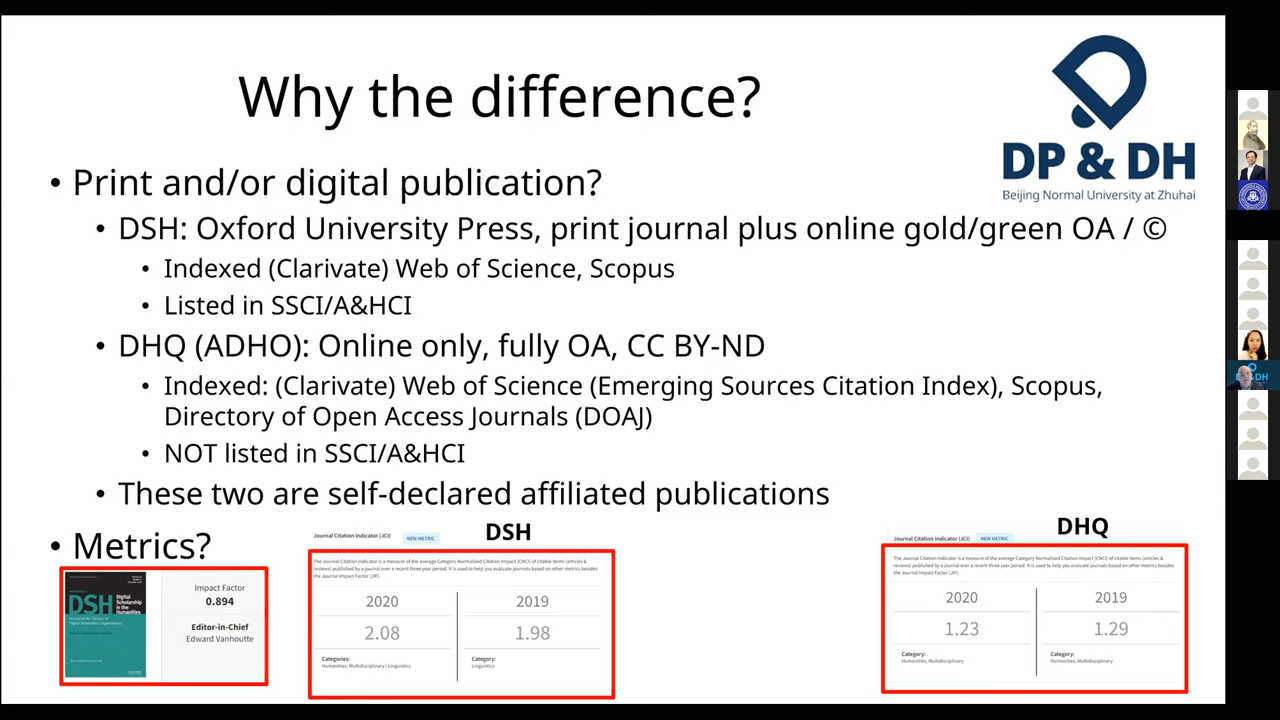 Why the difference?
DP & DH
Beijing Normal University at Zhuhai
• Print and/or digital publication?
• DSH: Oxford University Press, print journal plus online gold/green OA / ©
• Indexed (Clarivate) Web of Science, Scopus
• Listed in SSCI/A&HCI
• DHQ (ADHO): Online only, fully OA, CC BY-ND
• Indexed: (Clarivate) Web of Science (Emerging Sources Citation Index), Scopus,
Directory of Open Access Journals (DOAJ)
• NOT listed in SSCI/A&HCI
• These two are self-declared affiliated publications
• Metrics?
DSH
Digital
Scholarship
in the
Humanities
Impact Factor
0.894
Editor-in-Chief
Edward Vanhoutte
DSH
Journal Citation Indicator (JCI) NEW METRIC
The Journal Citation Indicator is a measure of the average Category Normalized Citation Impact (CNCI) of citable items (articles &
reviews) published by a journal over a recent three year period. It is used to help you evaluate journals based on other metrics besides
the Journal Impact Factor (JIF).
2020 2019
2.08 1.98
Categories: Category:
Humanities, Multidisciplinary | Linguistics Linguistics
DHQ
Journal Citation Indicator (JCI) NEW METRIC
The Journal Citation Indicator is a measure of the average Category Normalized Citation Impact (CNCI) of citable items (articles &
reviews) published by a journal over a recent three year period. It is used to help you evaluate journals based on other metrics besides
the Journal Impact Factor (JIF).
2020 2019
1.23 1.29
Category: Category:
Humanities, Multidisciplinary Humanities, Multidisciplinary